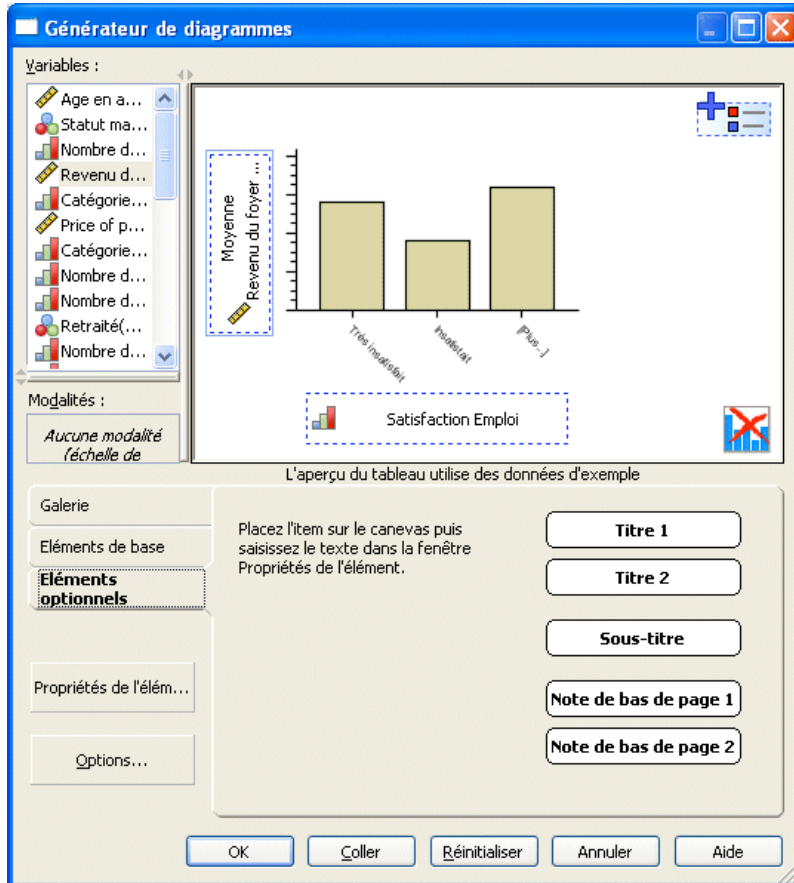 Générateur de diagrammes
Variables :
Age en a...
Statut ma...
Nombre d...
Revenu d...
Catégorie...
Price of p...
Catégorie...
Nombre d...
Nombre d...
Retraité(...
Nombre d...
Modalités :
Aucune modalité
(échelle de
Moyenne
Revenu du foyer ...
Très insatisfait
Insatisfait
[Plus...]
Satisfaction Emploi
L'aperçu du tableau utilise des données d'exemple
Galerie
Eléments de base
Eléments
optionnels
Propriétés de l'élém...
Options...
Placez l'item sur le canevas puis
saisissez le texte dans la fenêtre
Propriétés de l'élément.
Titre 1
Titre 2
Sous-titre
Note de bas de page 1
Note de bas de page 2
OK
Coller
Réinitialiser
Annuler
Aide